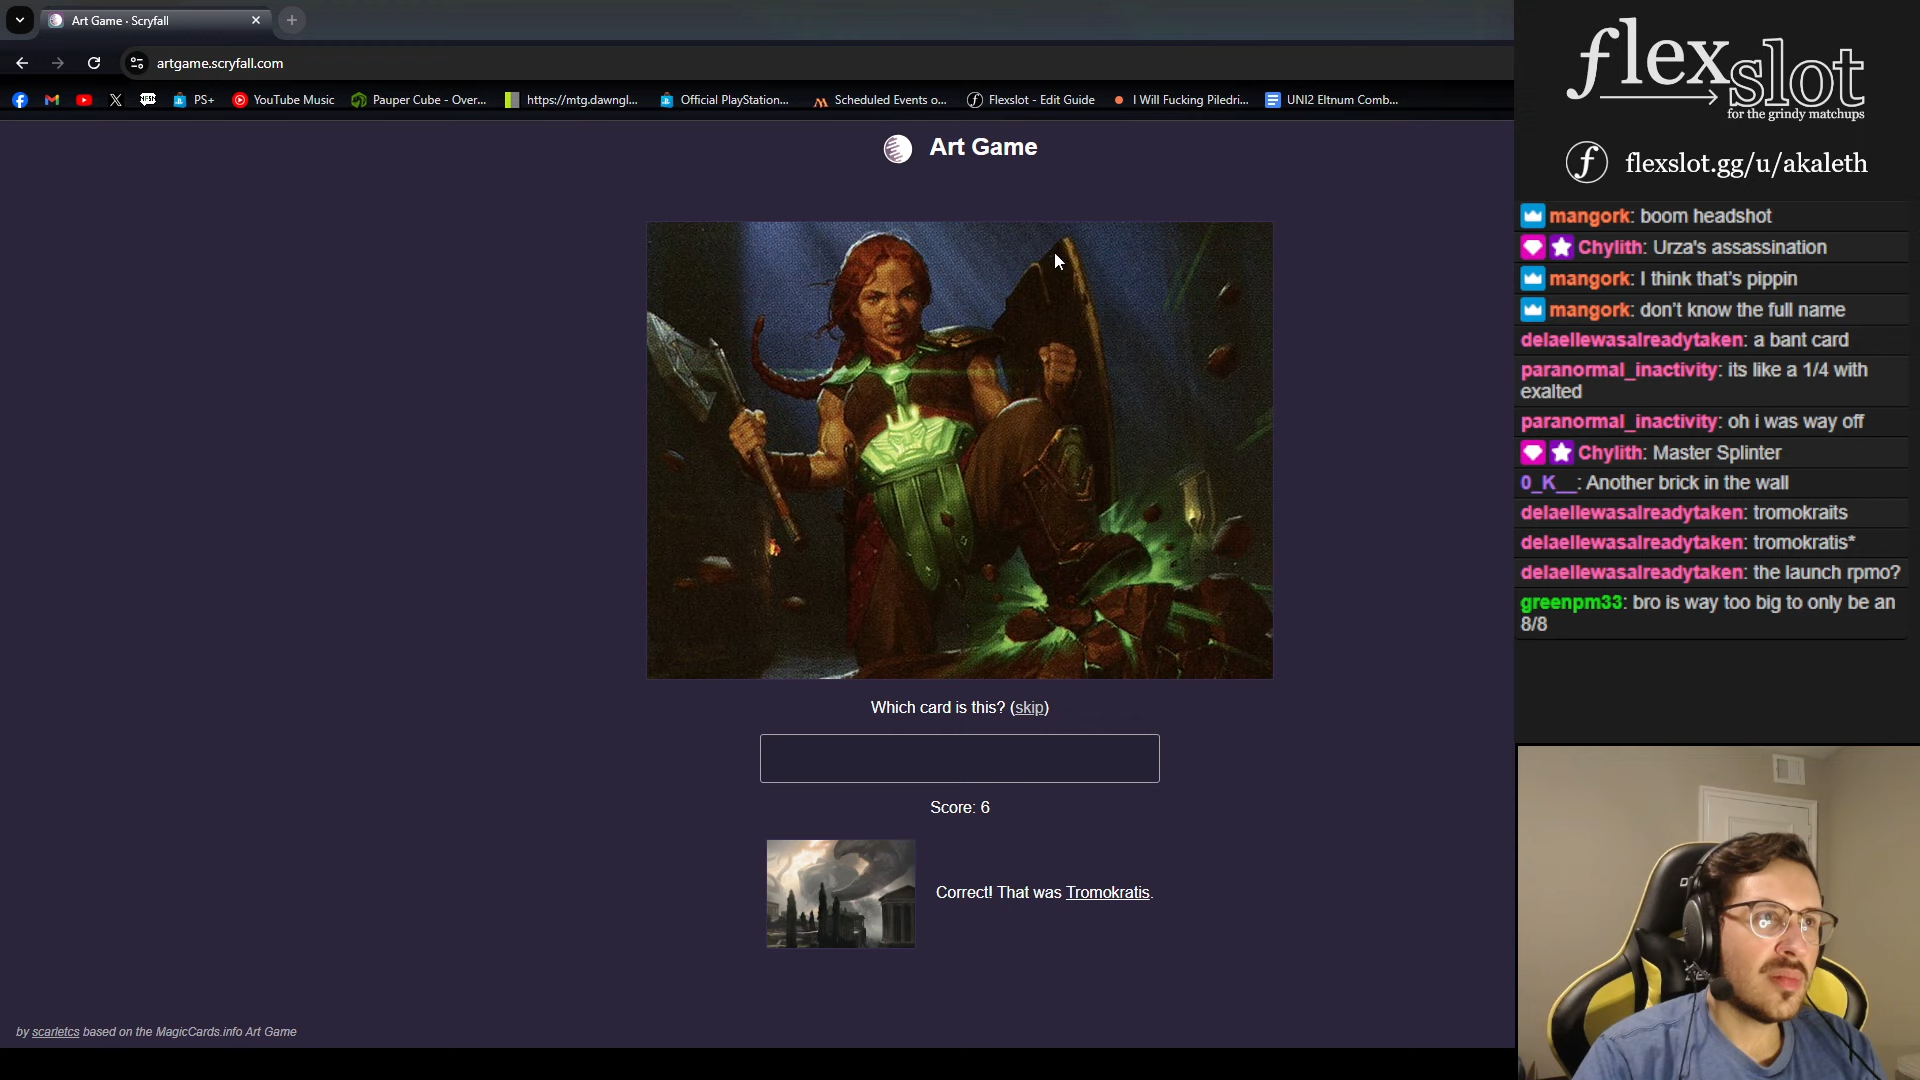 Art Game · Scryfall
artgame.scryfall.com
PS+
YouTube Music
Pauper Cube - Over...
https://mtg.dawngl...
Official PlayStation...
Scheduled Events o...
Flexslot - Edit Guide
I Will Fucking Piledri...
UNI2 Eltnum Comb...
Art Game
Which card is this? (skip)
Score: 6
Correct! That was Tromokratis.
by scarletcs based on the MagicCards.info Art Game
flexslot
for the grindy matchups
f flexslot.gg/u/akaleth
mangork: boom headshot
Chylith: Urza's assassination
mangork: I think that's pippin
mangork: don't know the full name
delaellewasalreadytaken: a bant card
paranormal_inactivity: its like a 1/4 with
exalted
paranormal_inactivity: oh i was way off
Chylith: Master Splinter
0_K__: Another brick in the wall
delaellewasalreadytaken: tromokraits
delaellewasalreadytaken: tromokratis*
delaellewasalreadytaken: the launch rpmo?
greenpm33: bro is way too big to only be an
8/8